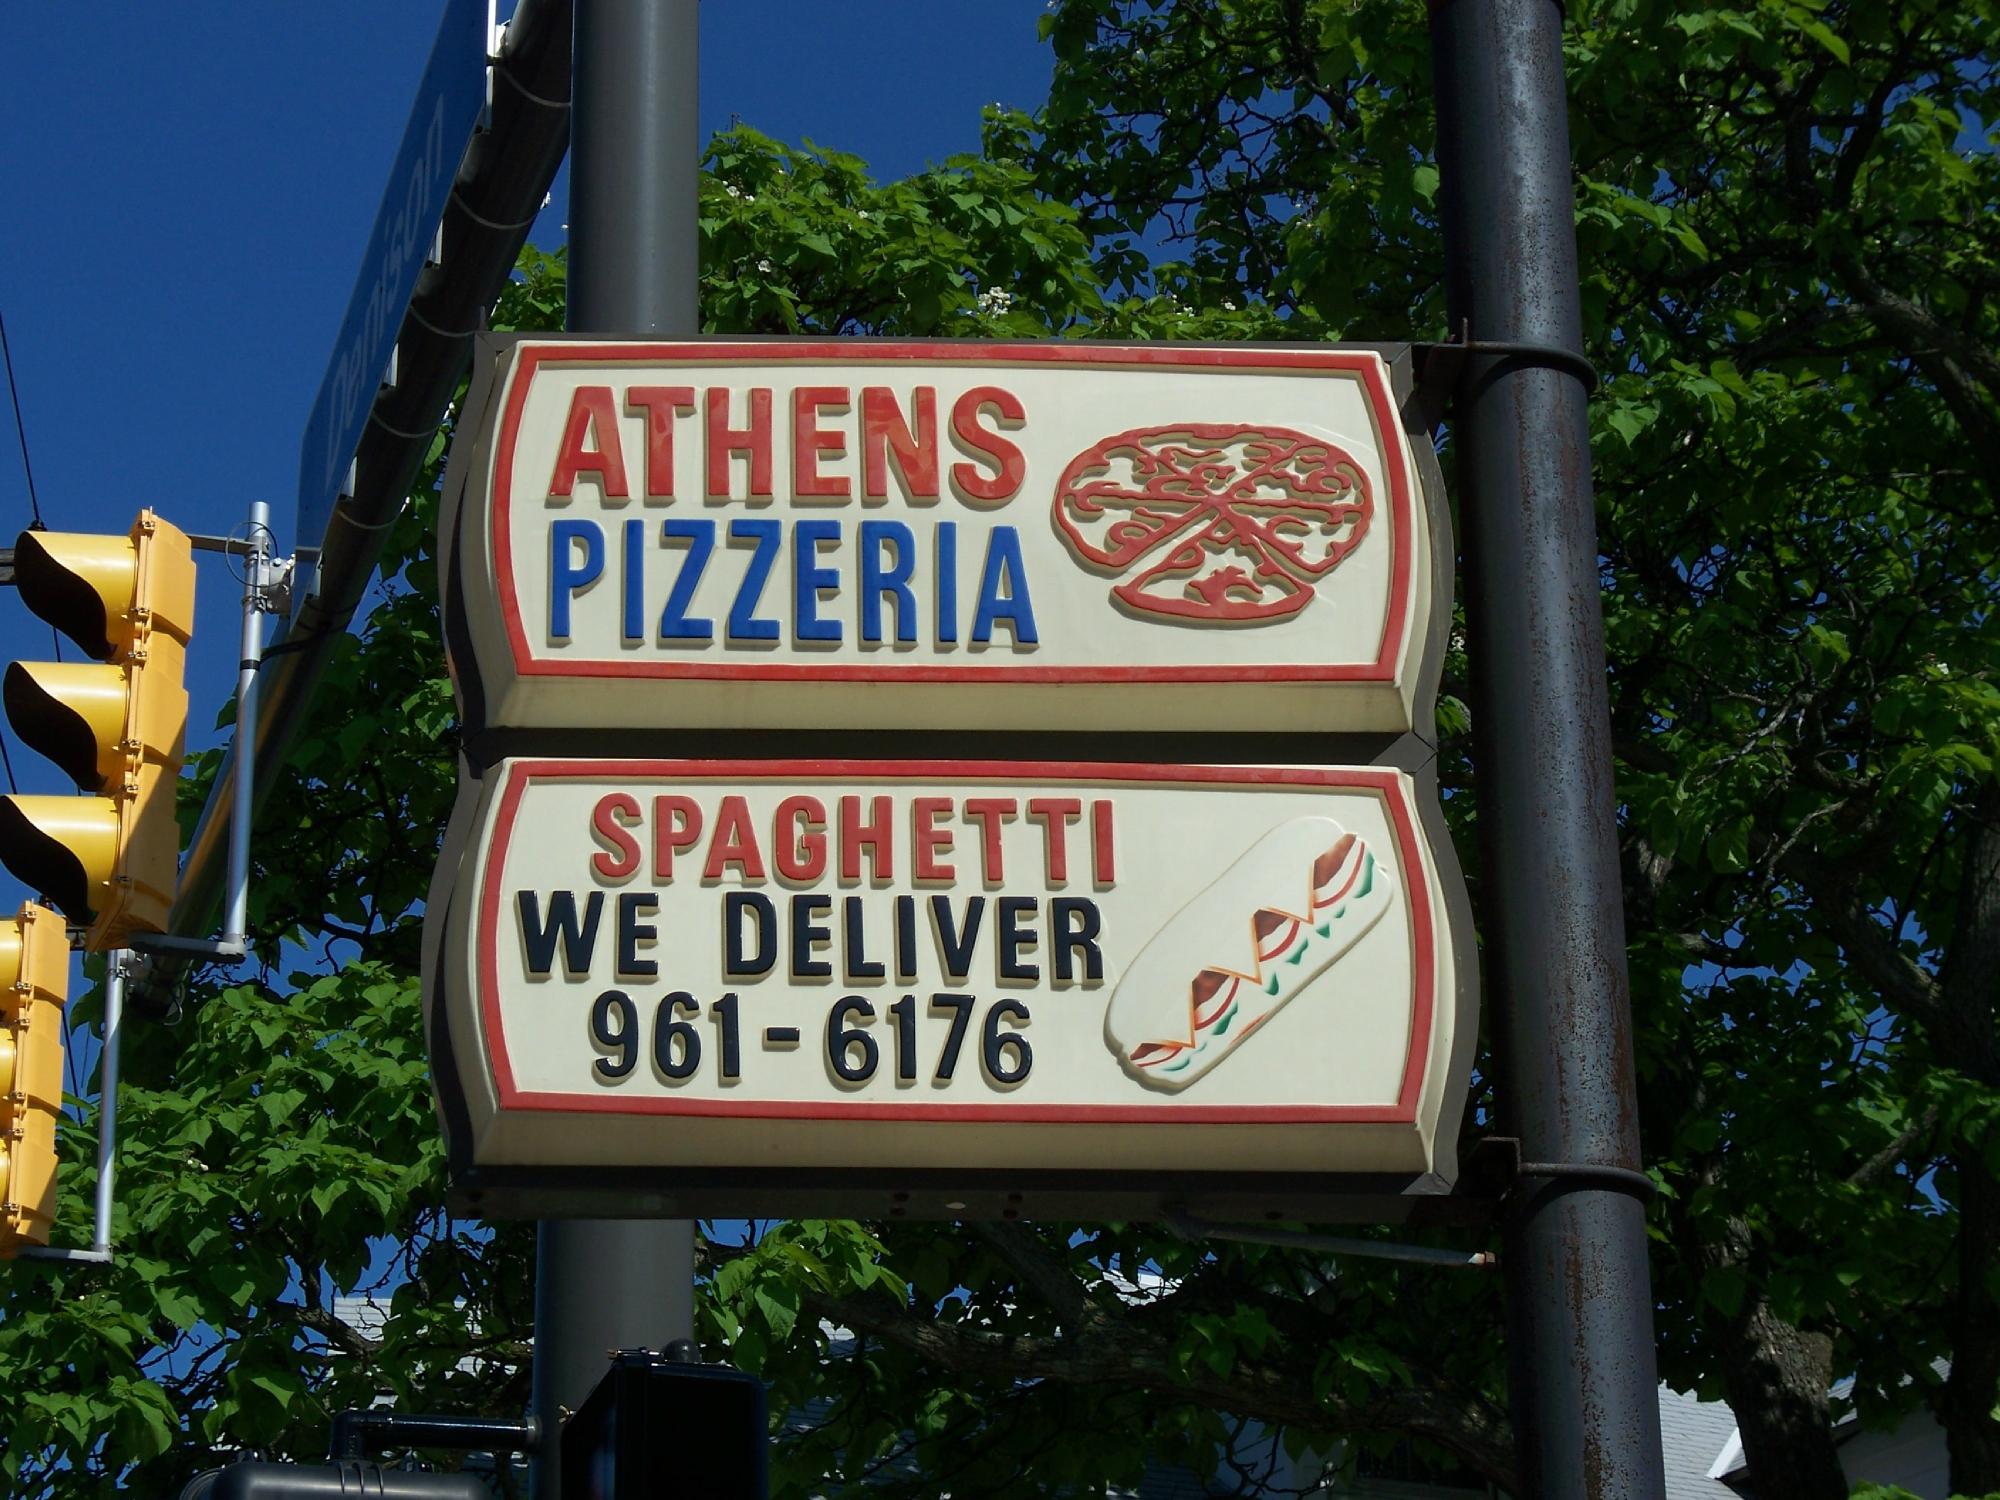 Denison
ATHENS
PIZZERIA
SPAGHETTI
WE DELIVER
961-6176